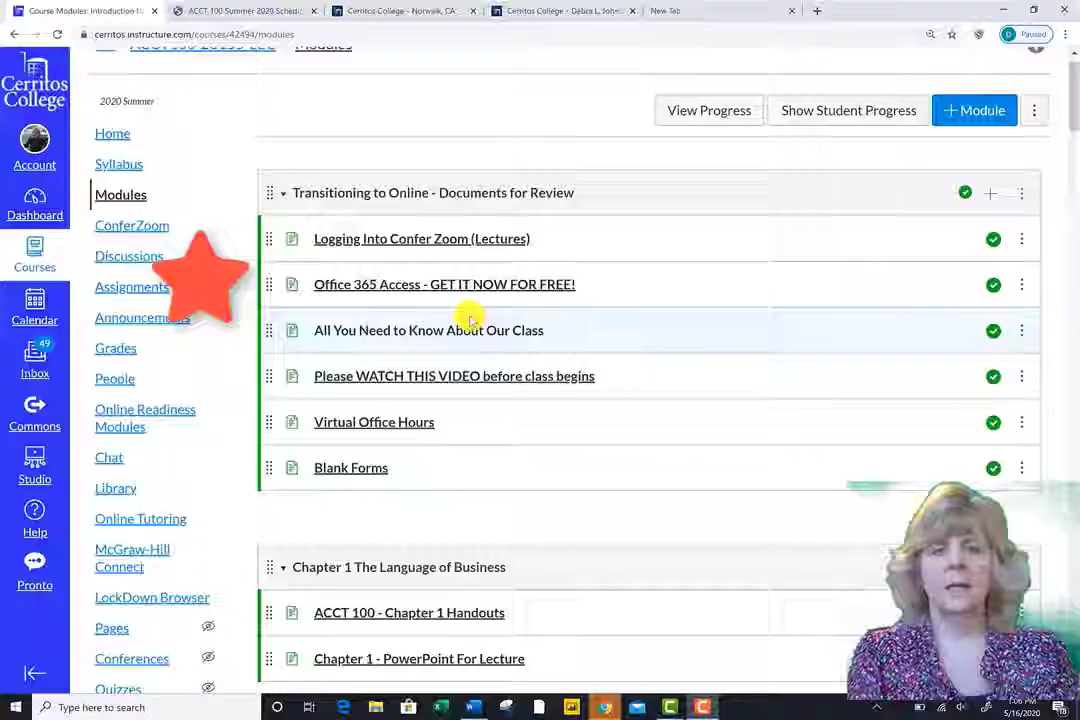 Course Modules: Introduction to
ACCT 100 Summer 2020 Schedu
Cerritos College - Norwalk, CA
Cerritos College - Debra L. John
New Tab
cerritos.instructure.com/courses/42494/modules
Paused
Modules
Cerritos
College
2020 Summer
View Progress
Show Student Progress
+ Module
Home
Syllabus
Modules
ConferZoom
Discussions
Assignments
Announcements
Grades
People
Online Readiness
Modules
Chat
Library
Online Tutoring
McGraw-Hill
Connect
LockDown Browser
Pages
Conferences
Quizzes
Account
Dashboard
Courses
Calendar
49
Inbox
Commons
Studio
Help
Pronto
Transitioning to Online - Documents for Review
Logging Into Confer Zoom (Lectures)
Office 365 Access - GET IT NOW FOR FREE!
All You Need to Know About Our Class
Please WATCH THIS VIDEO before class begins
Virtual Office Hours
Blank Forms
Chapter 1 The Language of Business
ACCT 100 - Chapter 1 Handouts
Chapter 1 - PowerPoint For Lecture
Type here to search
1:06 PM
5/16/2020